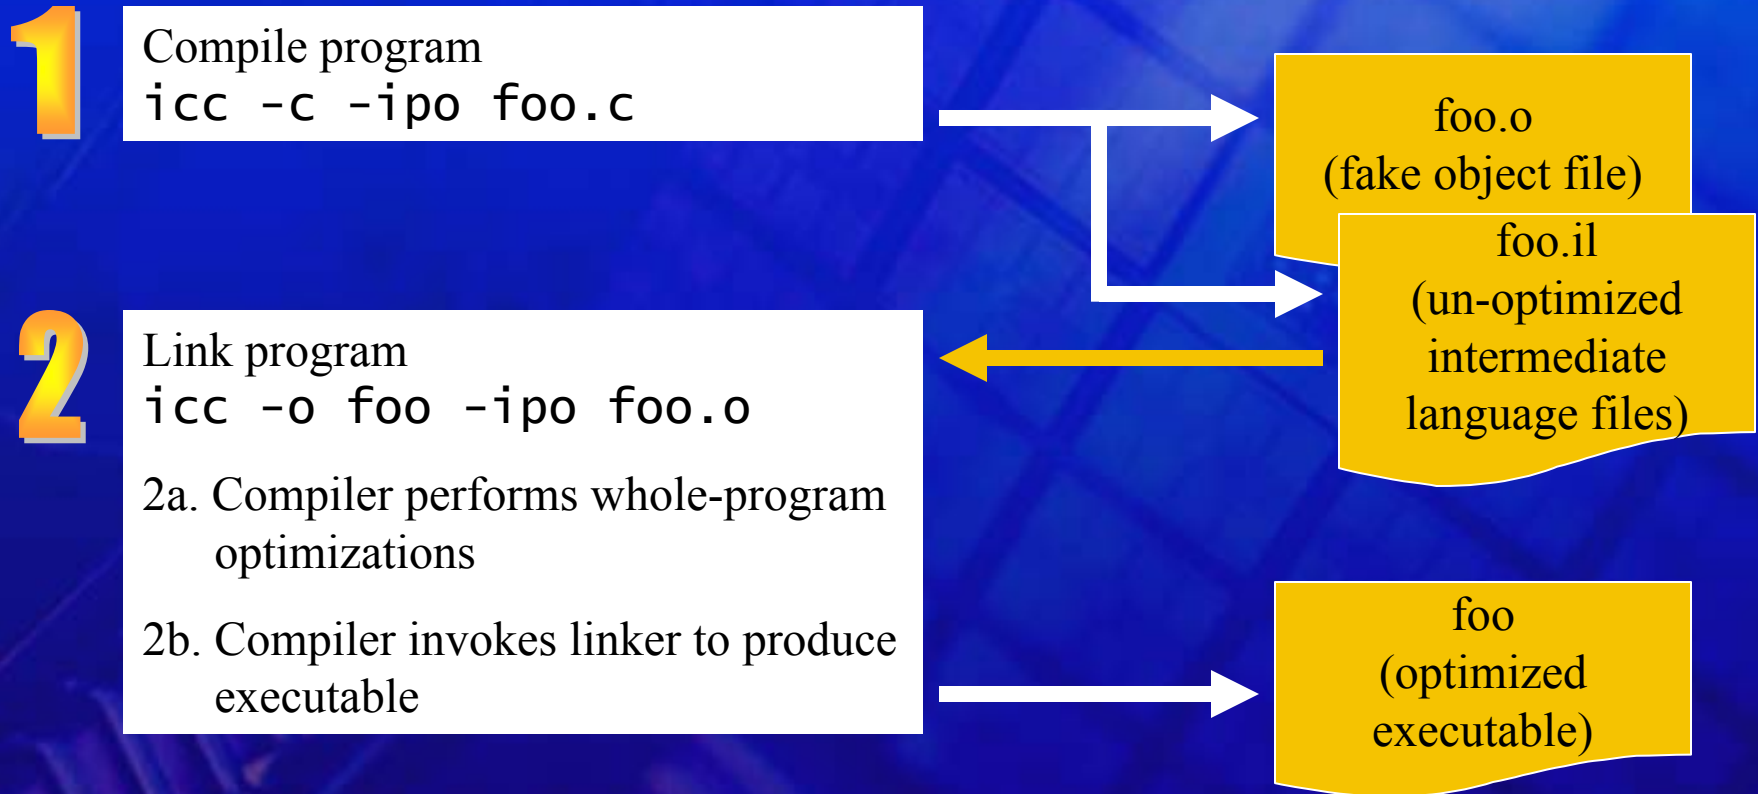 1
Compile program
icc -c -ipo foo.c
foo.o
(fake object file)
foo.il
(un-optimized
intermediate
language files)
2
Link program
icc -o foo -ipo foo.o
2a. Compiler performs whole-program
optimizations
2b. Compiler invokes linker to produce
executable
foo
(optimized
executable)